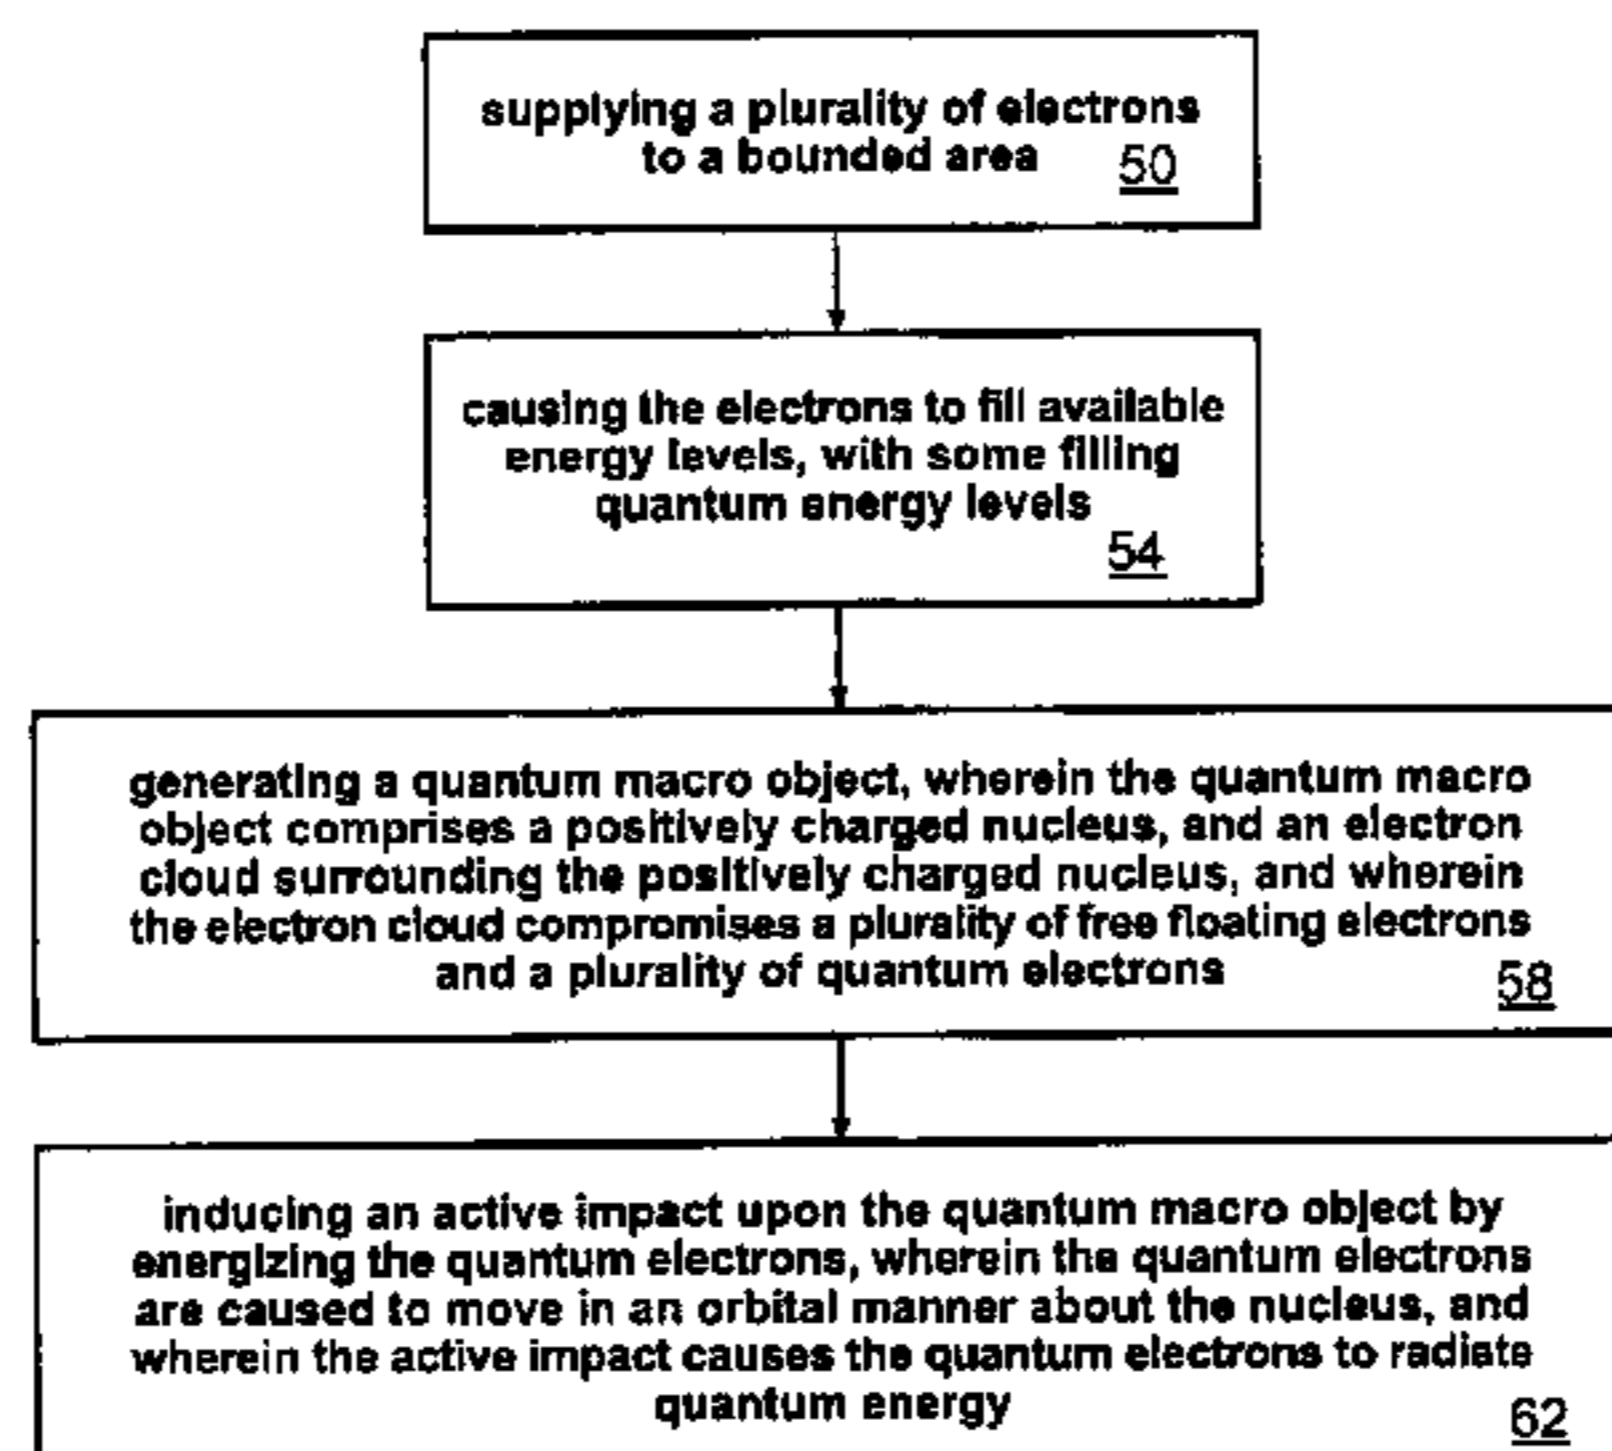 supplying a plurality of electrons
to a bounded area 50
causing the electrons to fill available
energy levels, with some filling
quantum energy levels
54
generating a quantum macro object, wherein the quantum macro
object comprises a positively charged nucleus, and an electron
cloud surrounding the positively charged nucleus, and wherein
the electron cloud compromises a plurality of free floating electrons
and a plurality of quantum electrons 58
inducing an active impact upon the quantum macro object by
energizing the quantum electrons, wherein the quantum electrons
are caused to move in an orbital manner about the nucleus, and
wherein the active impact causes the quantum electrons to radiate
quantum energy 62